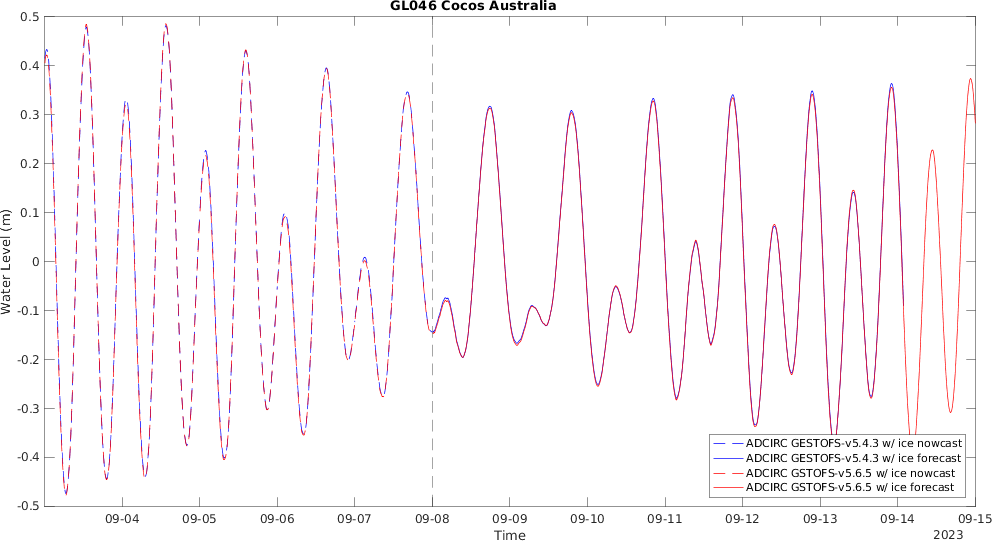 GL046 Cocos Australia
0.5
0.4
0.3
0.2
0.1
0
-0.1
-0.2
-0.3
-0.4
-0.5
Water Level (m)
ADCIRC GESTOFS-v5.4.3 w/ ice nowcast
ADCIRC GESTOFS-v5.4.3 w/ ice forecast
ADCIRC GSTOFS-v5.6.5 w/ ice nowcast
ADCIRC GSTOFS-v5.6.5 w/ ice forecast
09-04 09-05 09-06 09-07 09-08 09-09 09-10 09-11 09-12 09-13 09-14 09-15
Time
2023